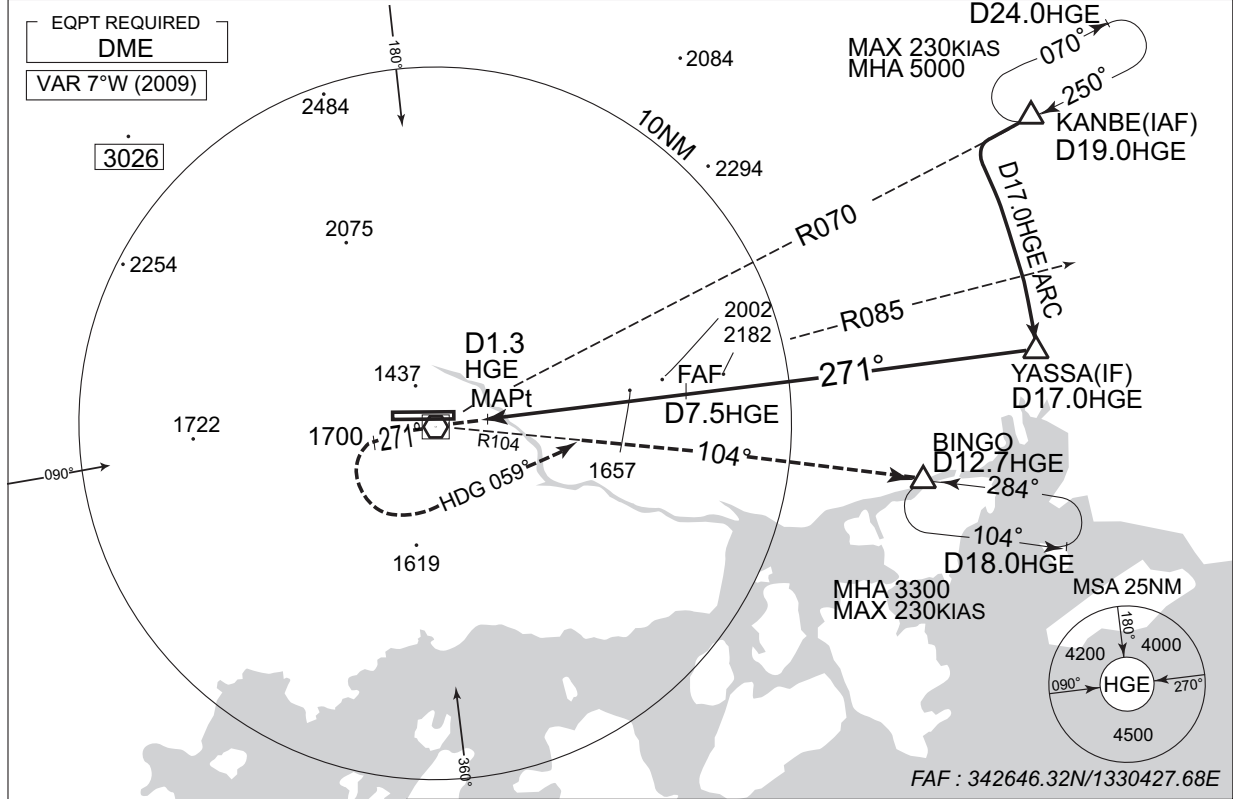 EQPT REQUIRED
DME
VAR 7°W (2009)
180°
2084
2484
3026
10NM
2294
MAX 230KIAS
MHA 5000
D24.0HGE
070°
250°
KANBE(IAF)
D19.0HGE
2075
2254
R070
D17.0HGE ARC
R085
2002
2182
D1.3
HGE
MAPt
1437
FAF
D7.5HGE
271°
YASSA(IF)
D17.0HGE
1722
1700
271°
R104
1657
104°
BINGO
D12.7HGE
284°
104°
D18.0HGE
090°
HDG 059°
1619
MHA 3300
MAX 230KIAS
MSA 25NM
180°
4200
4000
090°
HGE
270°
4500
360°
FAF : 342646.32N/1330427.68E